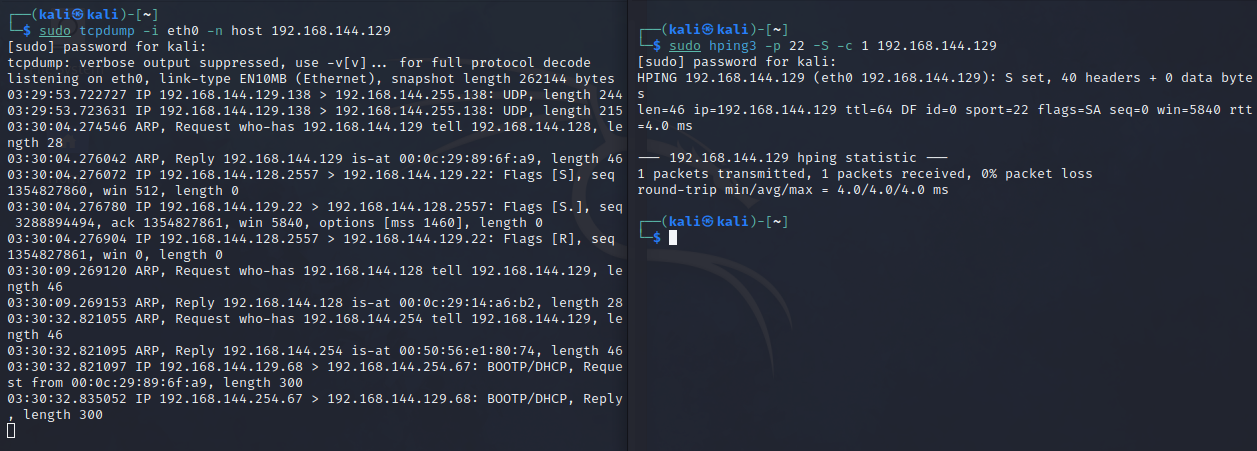 ┌──(kali㉿kali)-[~]
└─$ sudo tcpdump -i eth0 -n host 192.168.144.129
[sudo] password for kali:
tcpdump: verbose output suppressed, use -v[v]... for full protocol decode
listening on eth0, link-type EN10MB (Ethernet), snapshot length 262144 bytes
03:29:53.722727 IP 192.168.144.129.138 > 192.168.144.255.138: UDP, length 244
03:29:53.723631 IP 192.168.144.129.138 > 192.168.144.255.138: UDP, length 215
03:30:04.274546 ARP, Request who-has 192.168.144.129 tell 192.168.144.128, le
ngth 28
03:30:04.276042 ARP, Reply 192.168.144.129 is-at 00:0c:29:89:6f:a9, length 46
03:30:04.276072 IP 192.168.144.128.2557 > 192.168.144.129.22: Flags [S], seq
1354827860, win 512, length 0
03:30:04.276780 IP 192.168.144.129.22 > 192.168.144.128.2557: Flags [S.], seq
3288894494, ack 1354827861, win 5840, options [mss 1460], length 0
03:30:04.276904 IP 192.168.144.128.2557 > 192.168.144.129.22: Flags [R], seq
1354827861, win 0, length 0
03:30:09.269120 ARP, Request who-has 192.168.144.128 tell 192.168.144.129, le
ngth 46
03:30:09.269153 ARP, Reply 192.168.144.128 is-at 00:0c:29:14:a6:b2, length 28
03:30:32.821055 ARP, Request who-has 192.168.144.254 tell 192.168.144.129, le
ngth 46
03:30:32.821095 ARP, Reply 192.168.144.254 is-at 00:50:56:e1:80:74, length 46
03:30:32.821097 IP 192.168.144.129.68 > 192.168.144.254.67: BOOTP/DHCP, Reque
st from 00:0c:29:89:6f:a9, length 300
03:30:32.835052 IP 192.168.144.254.67 > 192.168.144.129.68: BOOTP/DHCP, Reply
, length 300
┌──(kali㉿kali)-[~]
└─$ sudo hping3 -p 22 -S -c 1 192.168.144.129
[sudo] password for kali:
HPING 192.168.144.129 (eth0 192.168.144.129): S set, 40 headers + 0 data byte
s
len=46 ip=192.168.144.129 ttl=64 DF id=0 sport=22 flags=SA seq=0 win=5840 rtt
=4.0 ms
--- 192.168.144.129 hping statistic ---
1 packets transmitted, 1 packets received, 0% packet loss
round-trip min/avg/max = 4.0/4.0/4.0 ms
┌──(kali㉿kali)-[~]
└─$